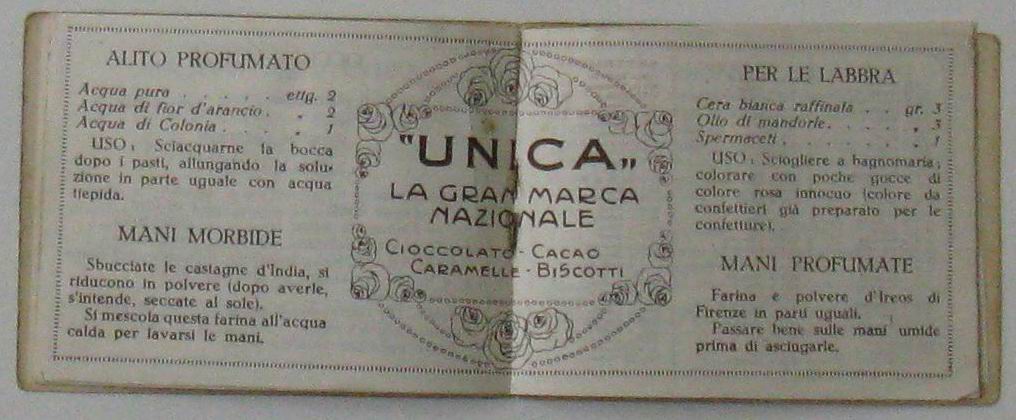 ALITO PROFUMATO
Acqua pura . . . . . . . ettg. 2
Acqua di fior d'arancio . . „ 2
Acqua di Colonia . . . . . „ 1
USO: Sciacquarne la bocca
dopo i pasti, allungando la solu-
zione in parte uguale con acqua
tiepida.
MANI MORBIDE
Sbucciate le castagne d'India, si
riducono in polvere (dopo averle,
s'intende, seccate al sole).
Si mescola questa farina all'acqua
calda per lavarsi le mani.
"UNICA„
LA GRAN MARCA
NAZIONALE
CIOCCOLATO - CACAO
CARAMELLE - BISCOTTI
PER LE LABBRA
Cera bianca raffinata . . gr. 3
Olio di mandorle. . . . . „ 3
Spermaceti . . . . . . . . „ 1
USO: Sciogliere a bagnomaria;
colorare con poche gocce di
colore rosa innocuo (colore da
confettieri già preparato per le
confetture).
MANI PROFUMATE
Farina e polvere d'Ireos di
Firenze in parti uguali.
Passare bene sulle mani umide
prima di asciugarle.